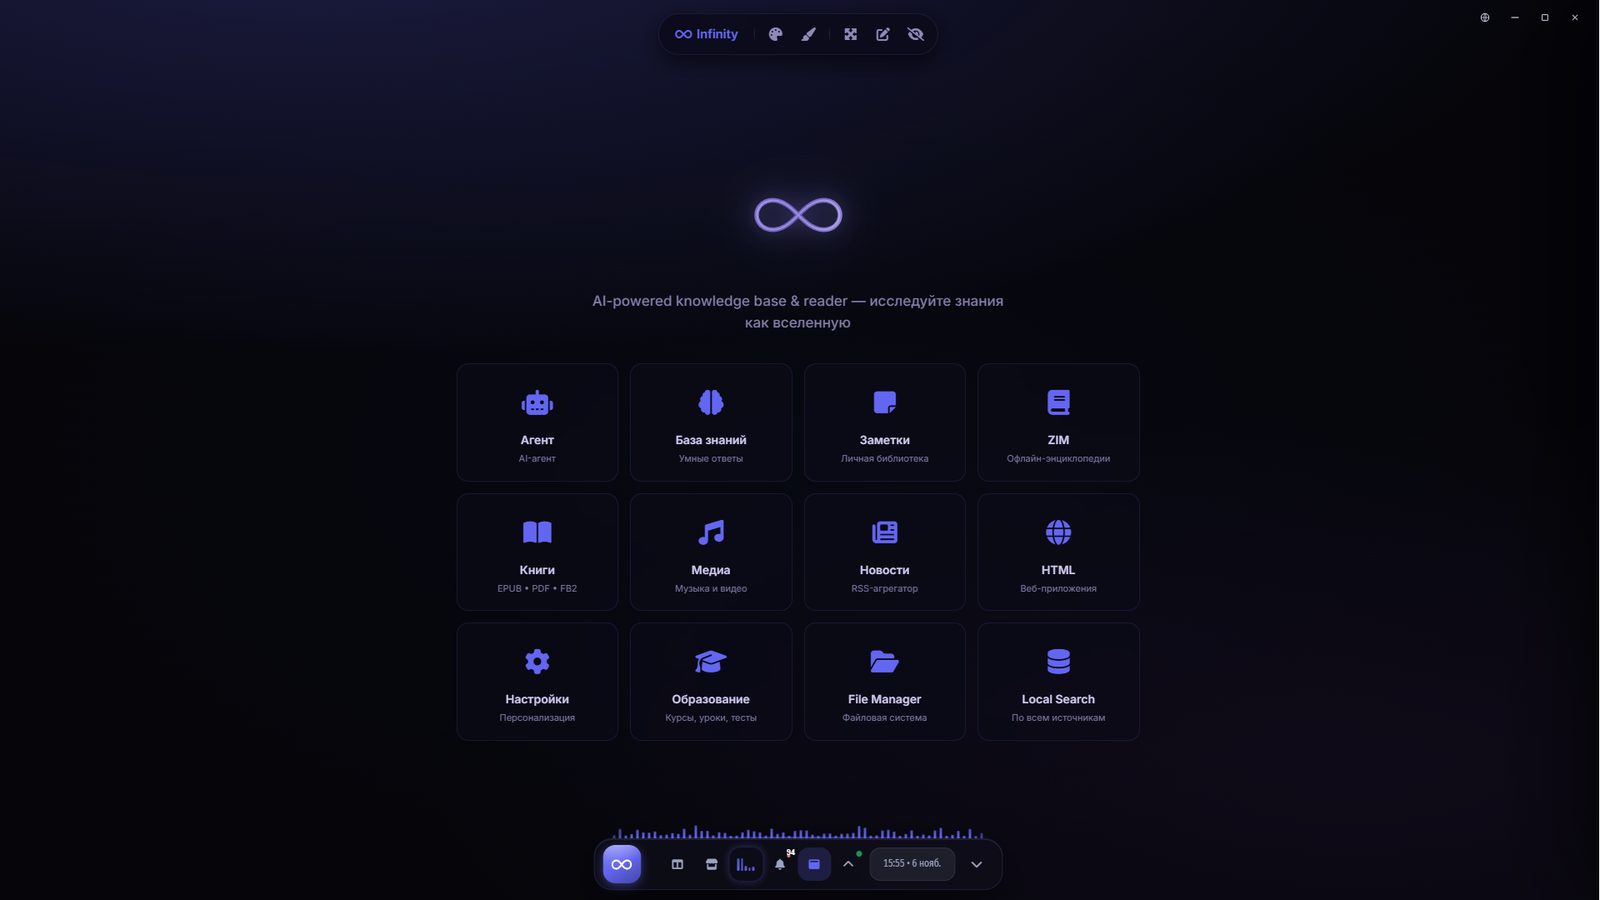 Infinity
AI-powered knowledge base & reader — исследуйте знания
как вселенную
Агент
AI-агент
База знаний
Умные ответы
Заметки
Личная библиотека
ZIM
Офлайн-энциклопедии
Книги
EPUB • PDF • FB2
Медиа
Музыка и видео
Новости
RSS-агрегатор
HTML
Веб-приложения
Настройки
Персонализация
Образование
Курсы, уроки, тесты
File Manager
Файловая система
Local Search
По всем источникам
94
15:55 • 6 нояб.